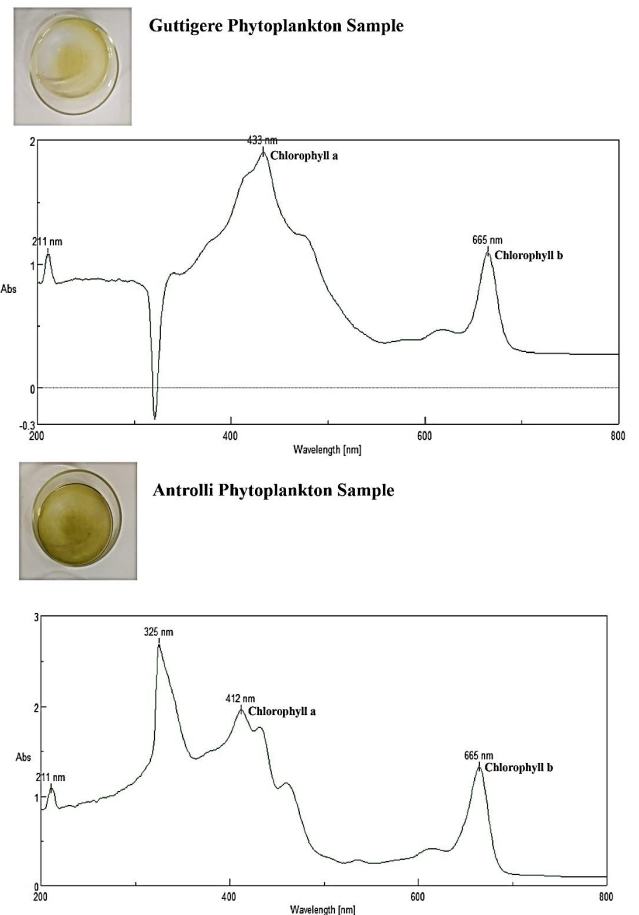 Guttigere Phytoplankton Sample
2
433 nm
Chlorophyll a
211 nm
665 nm
Chlorophyll b
1
Abs
0
-0.3
200
400
600
800
Wavelength [nm]
Antrolli Phytoplankton Sample
3
325 nm
412 nm
Chlorophyll a
2
665 nm
Chlorophyll b
Abs
211 nm
1
0
200
400
600
800
Wavelength [nm]